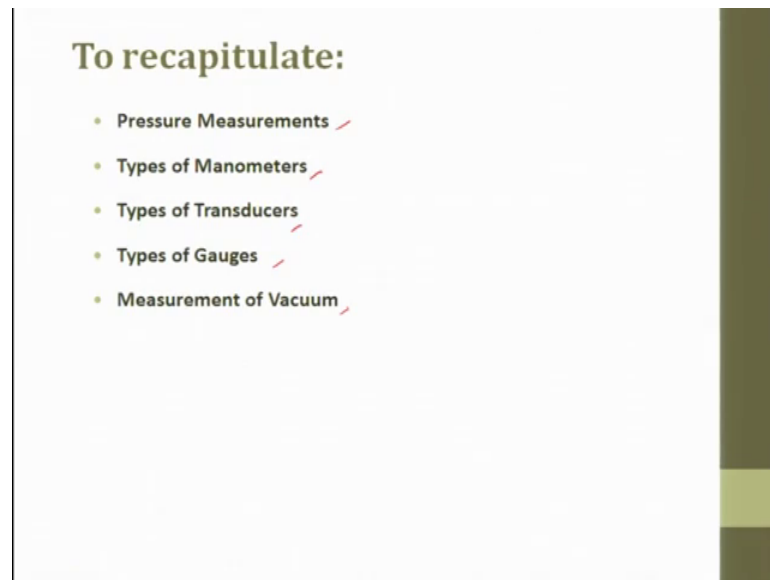 To recapitulate:
• Pressure Measurements
• Types of Manometers
• Types of Transducers
• Types of Gauges
• Measurement of Vacuum